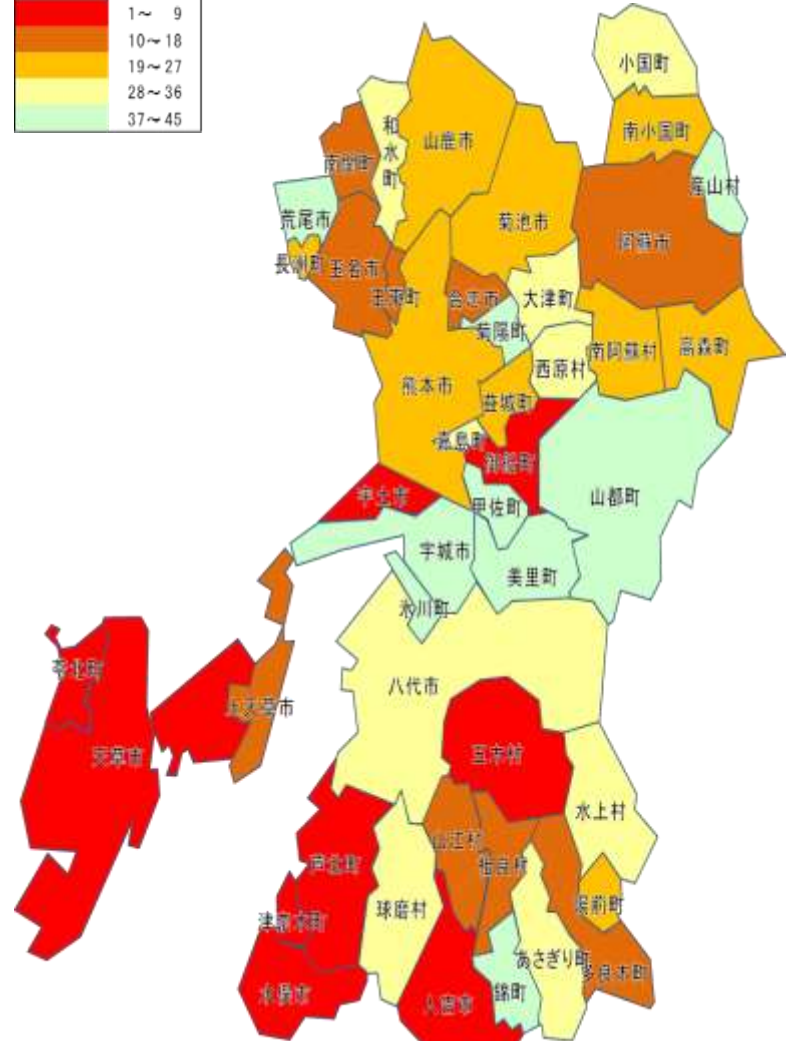 1～ 9
10～18
19～27
28～36
37～45
小国町
南小国町
産山村
和水町
山鹿市
南関町
菊池市
阿蘇市
荒尾市
長洲町
玉名市
玉東町
合志市
大津町
菊陽町
西原村
南阿蘇村
高森町
熊本市
益城町
嘉島町
御船町
宇土市
甲佐町
山都町
宇城市
美里町
氷川町
八代市
苓北町
上天草市
天草市
五木村
水上村
山江村
相良村
芦北町
球磨村
湯前町
津奈木町
あさぎり町
多良木町
水俣市
人吉市
錦町